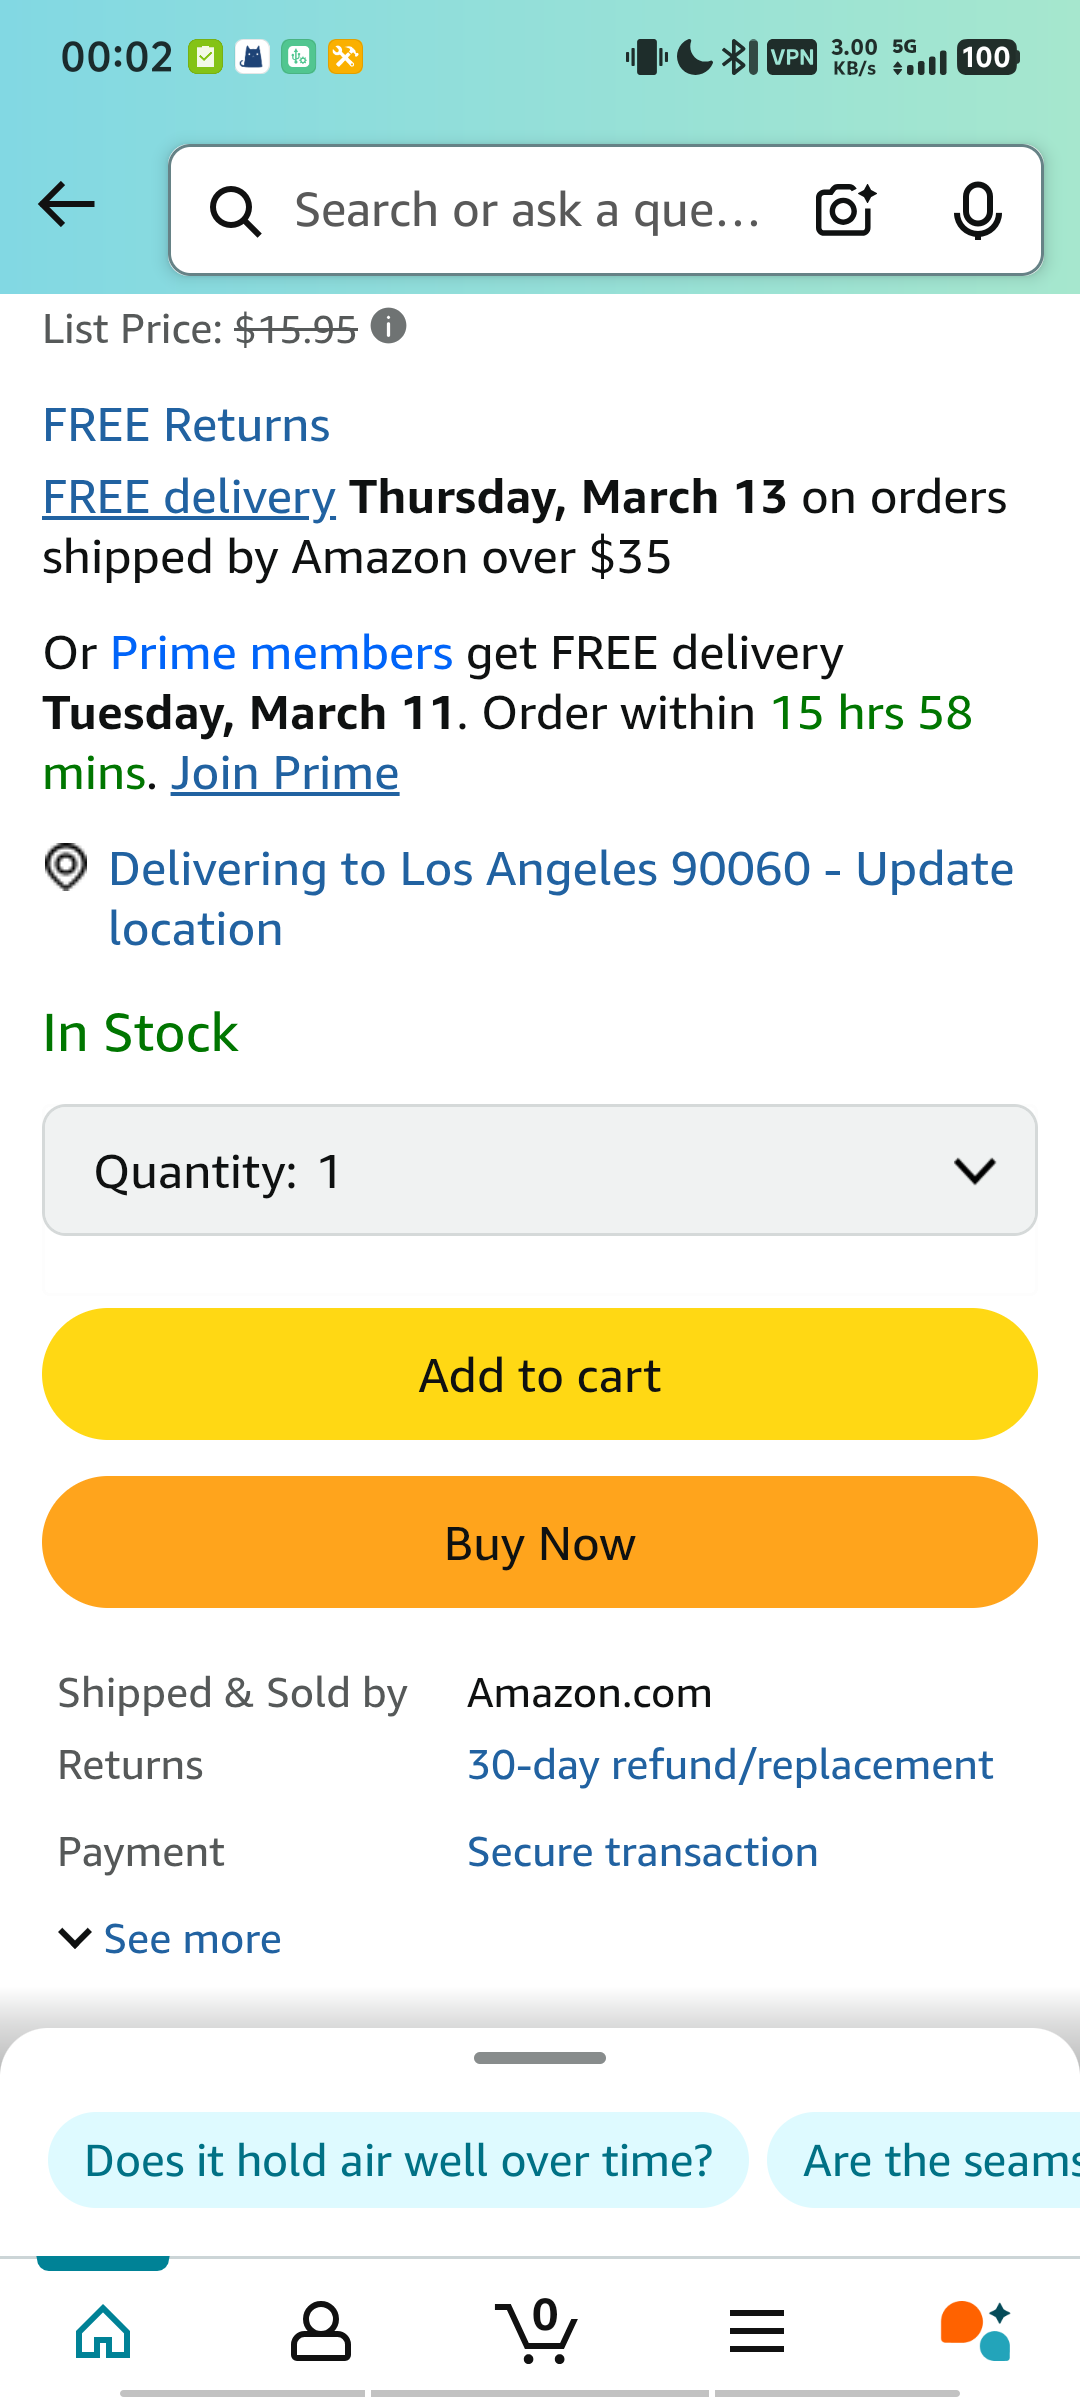 00:02
VPN
3.00 KB/s
5G
100
Search or ask a que...
List Price: $15.95
FREE Returns
FREE delivery Thursday, March 13 on orders
shipped by Amazon over $35
Or Prime members get FREE delivery
Tuesday, March 11. Order within 15 hrs 58
mins. Join Prime
Delivering to Los Angeles 90060 - Update
location
In Stock
Quantity: 1
Add to cart
Buy Now
Shipped & Sold by Amazon.com
Returns 30-day refund/replacement
Payment Secure transaction
See more
Does it hold air well over time?
Are the seams
0